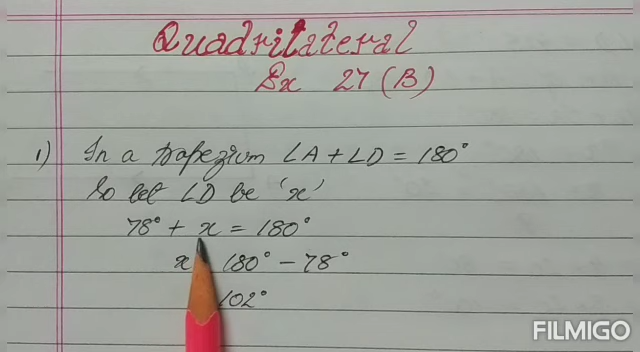 Quadrilateral
Ex 27 (B)
1) In a trapezium ∠A + ∠D = 180°
So let ∠D be 'x'
78° + x = 180°
x 180° - 78°
102°
FILMIGO